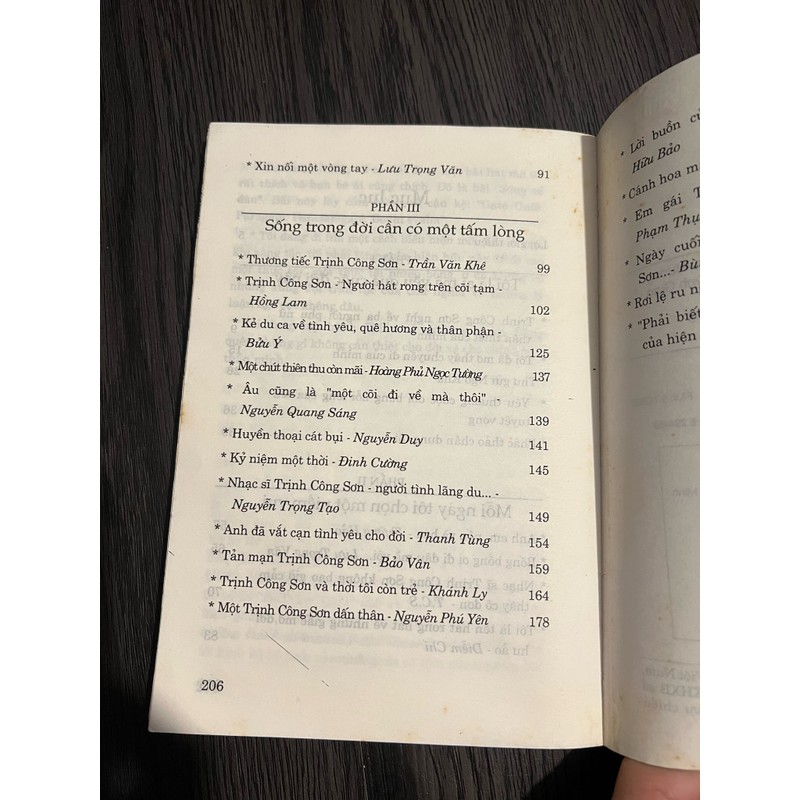 * Xin nối một vòng tay - Lưu Trọng Văn 91
PHẦN III
Sống trong đời cần có một tấm lòng
* Thương tiếc Trịnh Công Sơn - Trần Văn Khê 99
* Trịnh Công Sơn - Người hát rong trên cõi tạm -
Hồng Lam 102
* Kẻ du ca về tình yêu, quê hương và thân phận -
Bửu Ý 125
* Một chút thiên thu còn mãi - Hoàng Phủ Ngọc Tường 137
* Âu cũng là "một cõi đi về mà thôi" -
Nguyễn Quang Sáng 139
* Huyền thoại cát bụi - Nguyễn Duy 141
* Kỷ niệm một thời - Đinh Cường 145
* Nhạc sĩ Trịnh Công Sơn - người tình lãng du... -
Nguyễn Trọng Tạo 149
* Anh đã vắt cạn tình yêu cho đời - Thanh Tùng 154
* Tản mạn Trịnh Công Sơn - Bảo Vân 159
* Trịnh Công Sơn và thời tôi còn trẻ - Khánh Ly 164
* Một Trịnh Công Sơn dấn thân - Nguyễn Phú Yên 178
206
* Lời buồn
Hữu Bảo
* Cánh hoa
* Em gái
Phạm
* Ngày cuối
Sơn...-
* Rơi lệ ru
* "Phải biết
của hiện